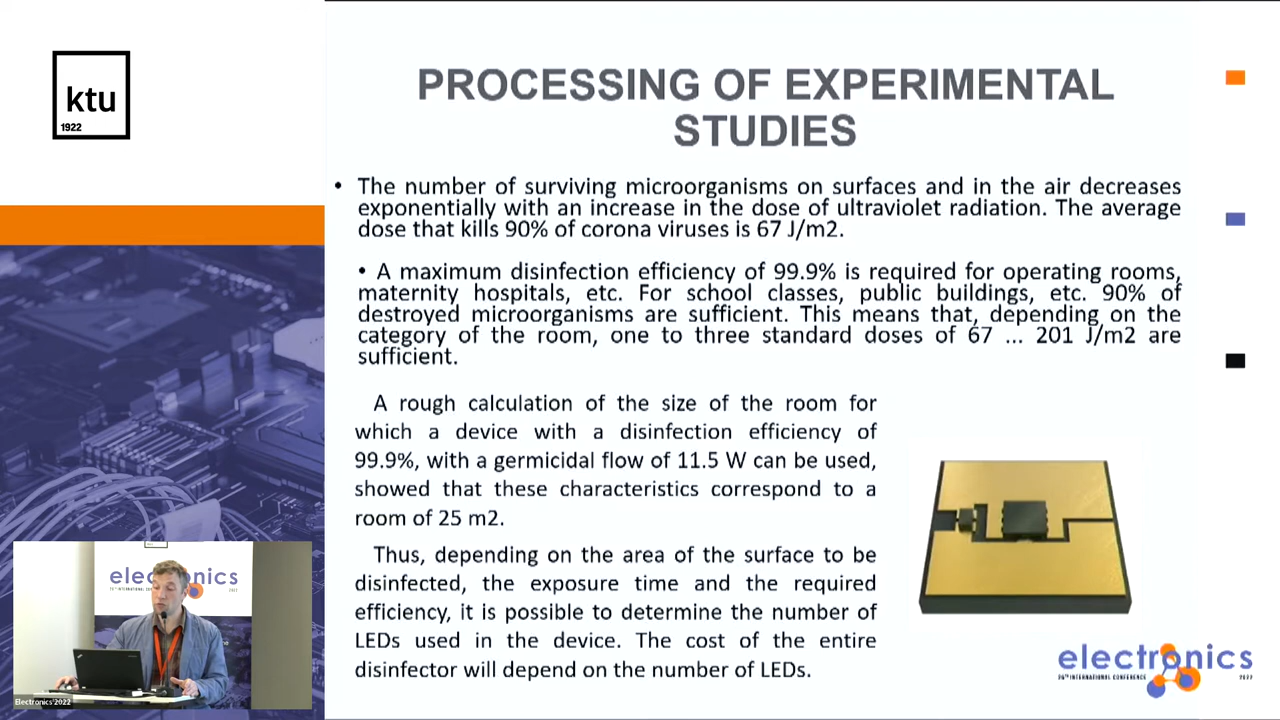 ktu
1922
PROCESSING OF EXPERIMENTAL
STUDIES
• The number of surviving microorganisms on surfaces and in the air decreases
exponentially with an increase in the dose of ultraviolet radiation. The average
dose that kills 90% of corona viruses is 67 J/m2.
• A maximum disinfection efficiency of 99.9% is required for operating rooms,
maternity hospitals, etc. For school classes, public buildings, etc. 90% of
destroyed microorganisms are sufficient. This means that, depending on the
category of the room, one to three standard doses of 67 ... 201 J/m2 are
sufficient.
A rough calculation of the size of the room for
which a device with a disinfection efficiency of
99.9%, with a germicidal flow of 11.5 W can be used,
showed that these characteristics correspond to a
room of 25 m2.
Thus, depending on the area of the surface to be
disinfected, the exposure time and the required
efficiency, it is possible to determine the number of
LEDs used in the device. The cost of the entire
disinfector will depend on the number of LEDs.
electronics
26TH INTERNATIONAL CONFERENCE 2022
Electronics'2022